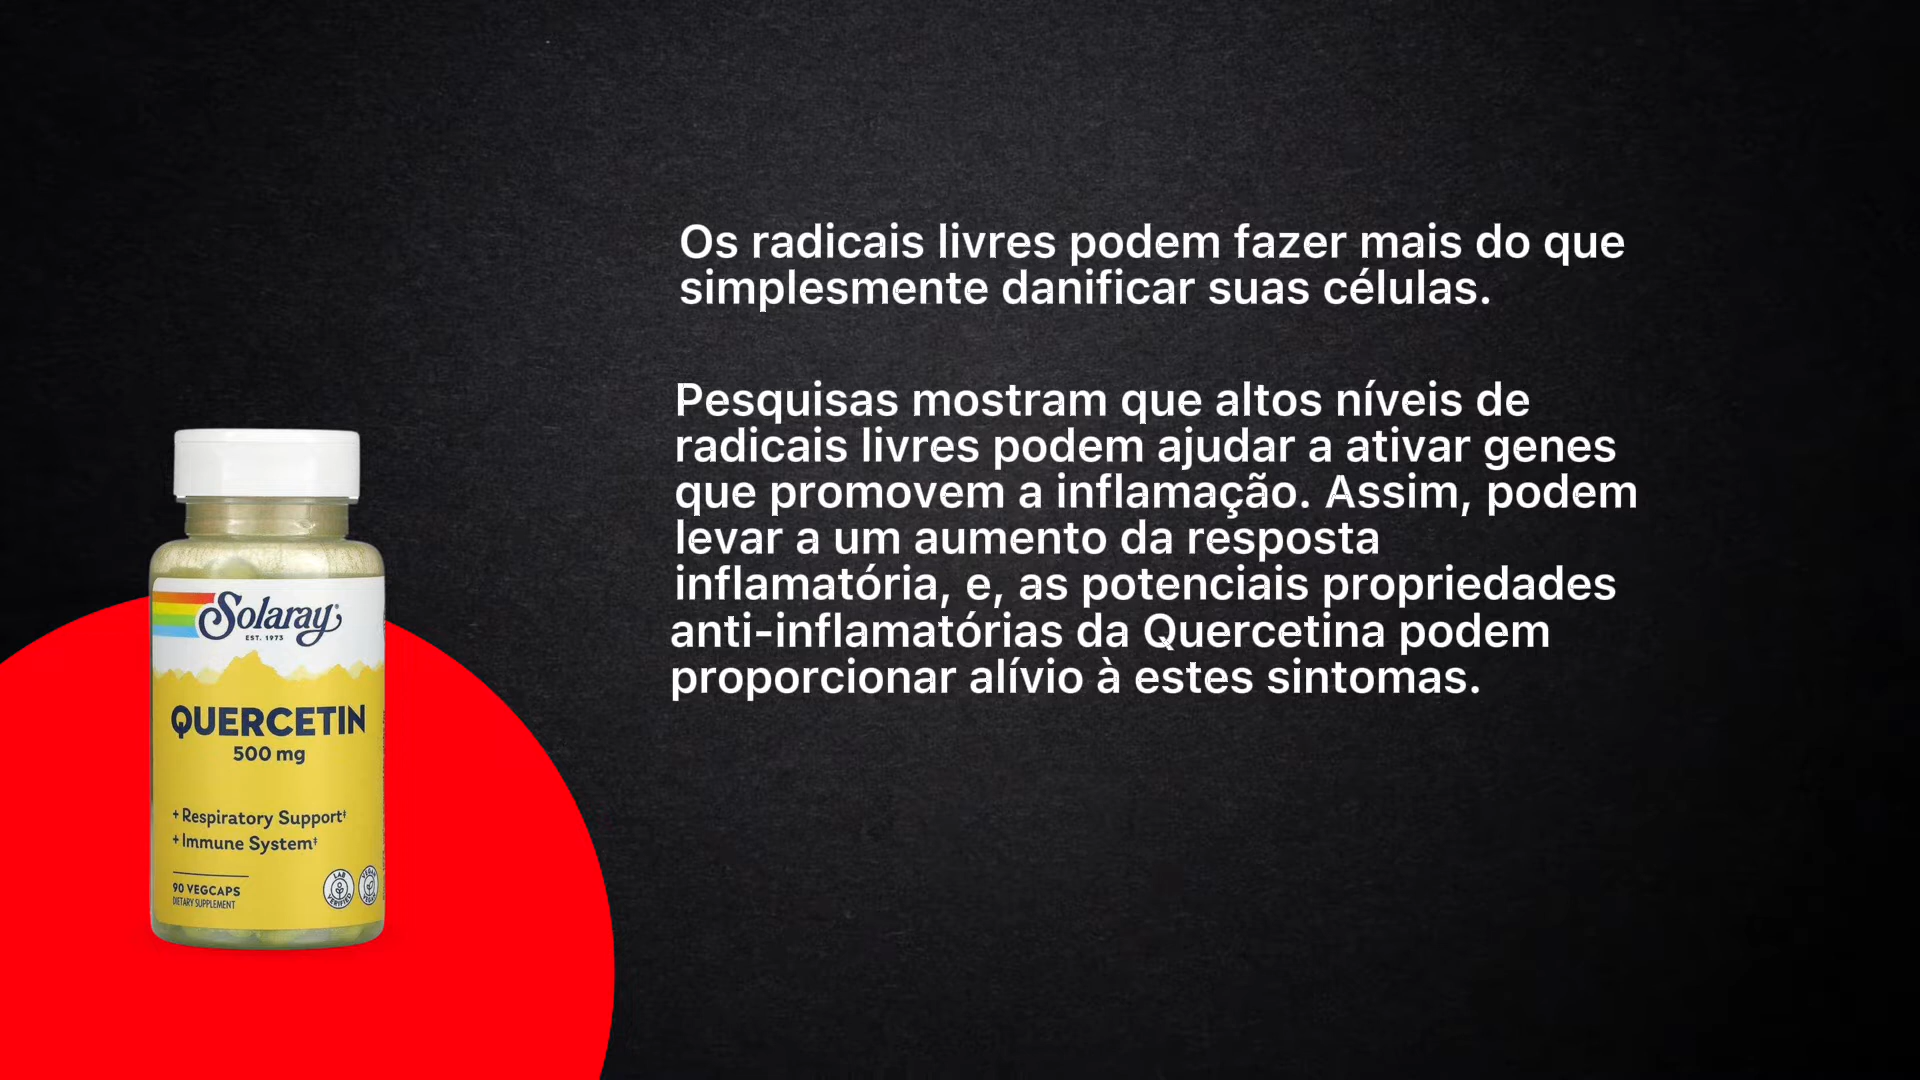 Os radicais livres podem fazer mais do que
simplesmente danificar suas células.
Pesquisas mostram que altos níveis de
radicais livres podem ajudar a ativar genes
que promovem a inflamação. Assim, podem
levar a um aumento da resposta
inflamatória, e, as potenciais propriedades
anti-inflamatórias da Quercetina podem
proporcionar alívio à estes sintomas.
Solaray
EST. 1973
QUERCETIN
500 mg
+ Respiratory Support‡
+ Immune System‡
90 VEGCAPS
DIETARY SUPPLEMENT
LAB
VERIFIED
VEGAN